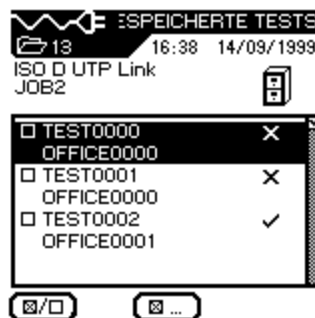 ESPEICHERTE TESTS
13 16:38 14/09/1999
ISO D UTP Link
JOB2
TEST0000
OFFICE0000
TEST0001
OFFICE0000
TEST0002
OFFICE0001
...